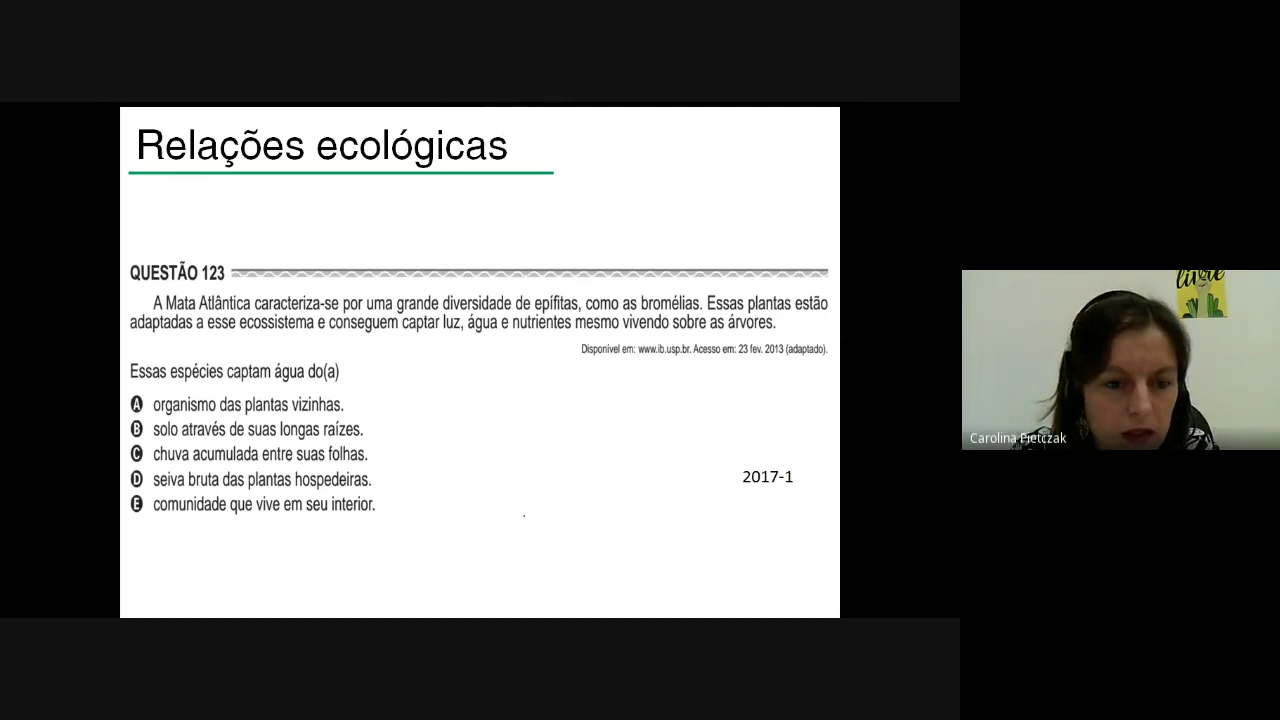 Relações ecológicas
QUESTÃO 123
A Mata Atlântica caracteriza-se por uma grande diversidade de epífitas, como as bromélias. Essas plantas estão
adaptadas a esse ecossistema e conseguem captar luz, água e nutrientes mesmo vivendo sobre as árvores.
Disponível em: www.ib.usp.br. Acesso em: 23 fev. 2013 (adaptado).
Essas espécies captam água do(a)
A organismo das plantas vizinhas.
B solo através de suas longas raízes.
C chuva acumulada entre suas folhas.
D seiva bruta das plantas hospedeiras.
E comunidade que vive em seu interior.
2017-1
livre
Carolina Pietczak